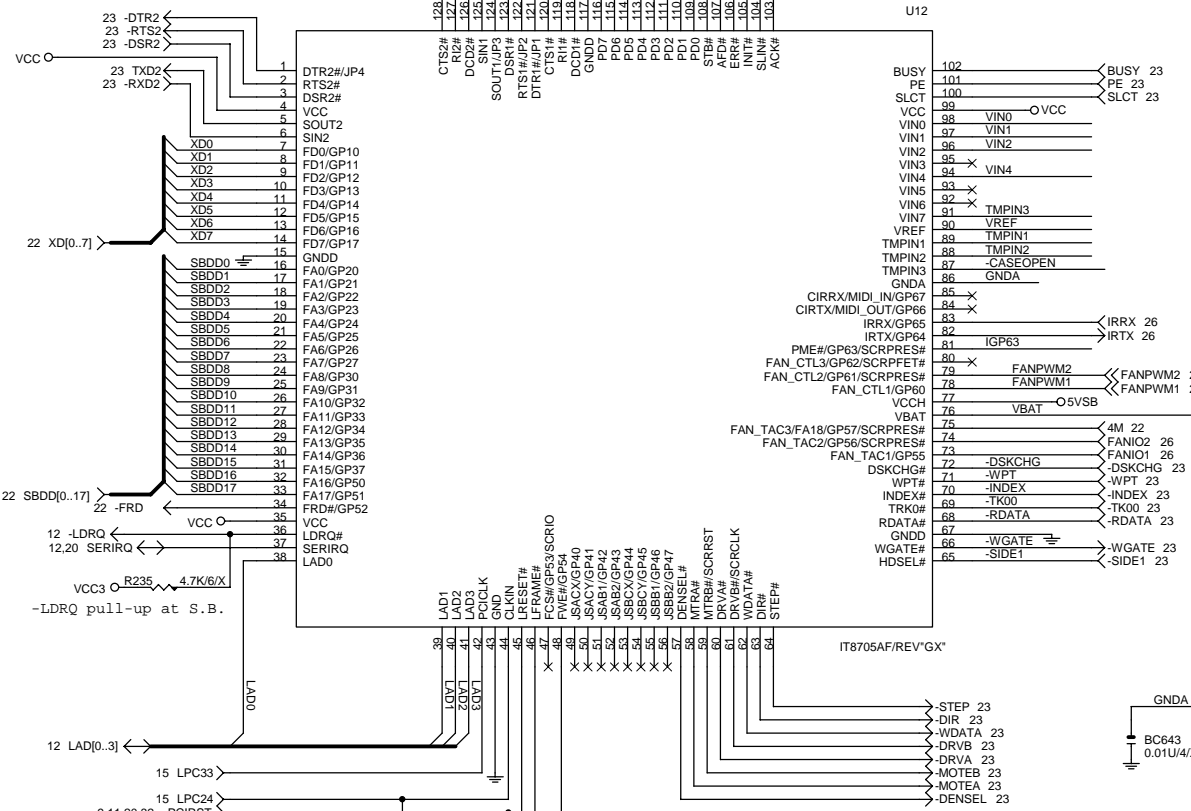 U12
23 -DTR2
23 -RTS2
23 -DSR2
VCC
23 TXD2
23 -RXD2
128 127 126 125 124 123 122 121 120 119 118 117 116 115 114 113 112 111 110 109 108 107 106 105 104 103
CTS2# RI2# DCD2# SIN1 SOUT1/JP3 DSR1# RTS1#/JP2 DTR1#/JP1 CTS1# RI1# DCD1# GNDD PD7 PD6 PD5 PD4 PD3 PD2 PD1 PD0 STB# AFD# ERR# INIT# SLIN# ACK#
1 DTR2#/JP4
2 RTS2#
3 DSR2#
4 VCC
5 SOUT2
6 SIN2
XD0 7 FD0/GP10
XD1 8 FD1/GP11
XD2 9 FD2/GP12
XD3 10 FD3/GP13
XD4 11 FD4/GP14
XD5 12 FD5/GP15
XD6 13 FD6/GP16
XD7 14 FD7/GP17
22 XD[0..7]
15 GNDD
SBDD0 16 FA0/GP20
SBDD1 17 FA1/GP21
SBDD2 18 FA2/GP22
SBDD3 19 FA3/GP23
SBDD4 20 FA4/GP24
SBDD5 21 FA5/GP25
SBDD6 22 FA6/GP26
SBDD7 23 FA7/GP27
SBDD8 24 FA8/GP30
SBDD9 25 FA9/GP31
SBDD10 26 FA10/GP32
SBDD11 27 FA11/GP33
SBDD12 28 FA12/GP34
SBDD13 29 FA13/GP35
SBDD14 30 FA14/GP36
SBDD15 31 FA15/GP37
SBDD16 32 FA16/GP50
SBDD17 33 FA17/GP51
22 SBDD[0..17]
22 -FRD 34 FRD#/GP52
VCC 35 VCC
12 -LDRQ 36 LDRQ#
12,20 SERIRQ 37 SERIRQ
38 LAD0
VCC3 R235 4.7K/6/X
-LDRQ pull-up at S.B.
BUSY 102 BUSY 23
PE 101 PE 23
SLCT 100 SLCT 23
VCC 99 VCC
VIN0 98 VIN0
VIN1 97 VIN1
VIN2 96 VIN2
VIN3 95
VIN4 94 VIN4
VIN5 93
VIN6 92
VIN7 91 TMPIN3
VREF 90 VREF
TMPIN1 89 TMPIN1
TMPIN2 88 TMPIN2
TMPIN3 87 -CASEOPEN
GNDA 86 GNDA
CIRRX/MIDI_IN/GP67 85
CIRTX/MIDI_OUT/GP66 84
IRRX/GP65 83 IRRX 26
IRTX/GP64 82 IRTX 26
PME#/GP63/SCRPRES# 81 IGP63
FAN_CTL3/GP62/SCRPFET# 80
FAN_CTL2/GP61/SCRPRES# 79 FANPWM2 FANPWM2
FAN_CTL1/GP60 78 FANPWM1 FANPWM1
VCCH 77 5VSB
VBAT 76 VBAT
FAN_TAC3/FA18/GP57/SCRPRES# 75 4M 22
FAN_TAC2/GP56/SCRPRES# 74 FANIO2 26
FAN_TAC1/GP55 73 FANIO1 26
DSKCHG# 72 -DSKCHG -DSKCHG 23
WPT# 71 -WPT -WPT 23
INDEX# 70 -INDEX -INDEX 23
TRK0# 69 -TK00 -TK00 23
RDATA# 68 -RDATA -RDATA 23
GNDD 67
WGATE# 66 -WGATE -WGATE 23
HDSEL# 65 -SIDE1 -SIDE1 23
LAD1 LAD2 LAD3 PCICLK GND CLKIN LRESET# LFRAME# FCS#/GP53/SCRIO FWE#/GP54 JSACX/GP40 JSACY/GP41 JSAB1/GP42 JSAB2/GP43 JSBCX/GP44 JSBCY/GP45 JSBB1/GP46 JSBB2/GP47 DENSEL# MTRA# MTRB#/SCRRST DRVA# DRVB#/SCRCLK WDATA# DIR# STEP#
39 40 41 42 43 44 45 46 47 48 49 50 51 52 53 54 55 56 57 58 59 60 61 62 63 64
IT8705AF/REV"GX"
LAD0 LAD1 LAD2 LAD3
12 LAD[0..3]
15 LPC33
15 LPC24
-STEP 23
-DIR 23
-WDATA 23
-DRVB 23
-DRVA 23
-MOTEB 23
-MOTEA 23
-DENSEL 23
GNDA
BC643